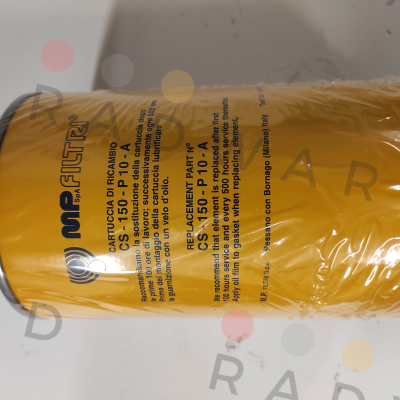 MP FILTRI®
SpA
CARTUCCIA DI RICAMBIO
CS - 150 - P 10 - A
Raccomandiamo la sostituzione della cartuccia dopo
le prime 100 ore di lavoro; successivamente ogni 500
Prima del montaggio della cartuccia lubrificare
la guarnizione con un velo d'olio.
REPLACEMENT PART N°
CS - 150 - P 10 - A
We recommend that element is replaced after first
100 hours service and every 500 hours service
Apply oil film to gasket when replacing element.
M.P. FILTRI S.p.A. Pessano con Bornago (Milano) Italy
RADAR
RADAR
D